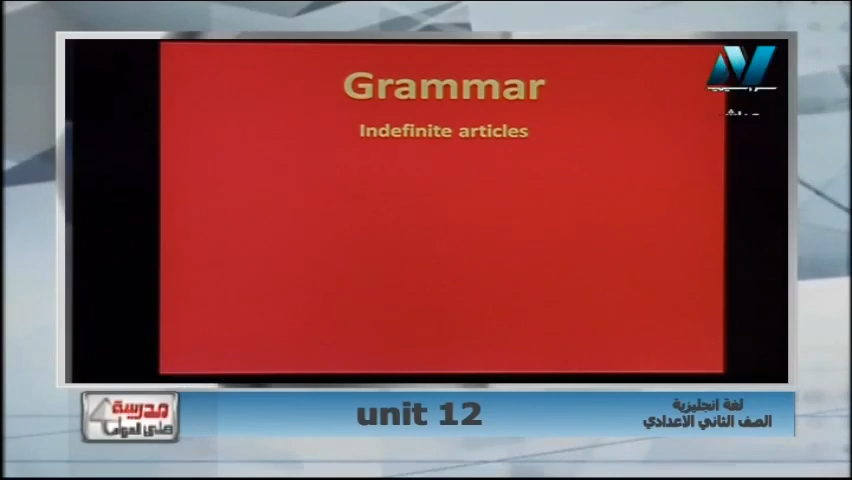 Grammar
Indefinite articles
مدرسة
على الهواء
unit 12
لغة انجليزية
الصف الثاني الاعدادي